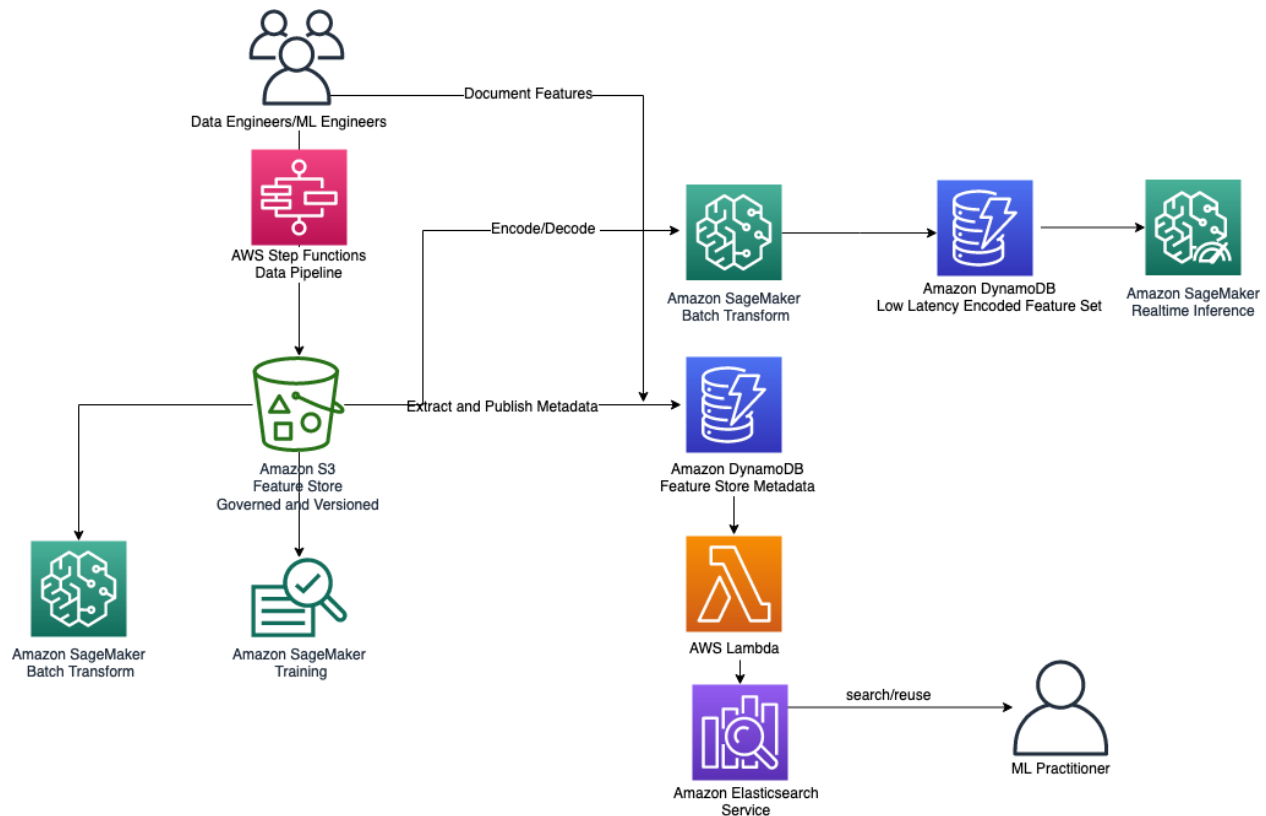 Document Features
Data Engineers/ML Engineers
AWS Step Functions
Data Pipeline
Encode/Decode
Amazon SageMaker
Batch Transform
Amazon DynamoDB
Low Latency Encoded Feature Set
Amazon SageMaker
Realtime Inference
Extract and Publish Metadata
Amazon S3
Feature Store
Governed and Versioned
Amazon DynamoDB
Feature Store Metadata
Amazon SageMaker
Batch Transform
Amazon SageMaker
Training
AWS Lambda
search/reuse
ML Practitioner
Amazon Elasticsearch
Service